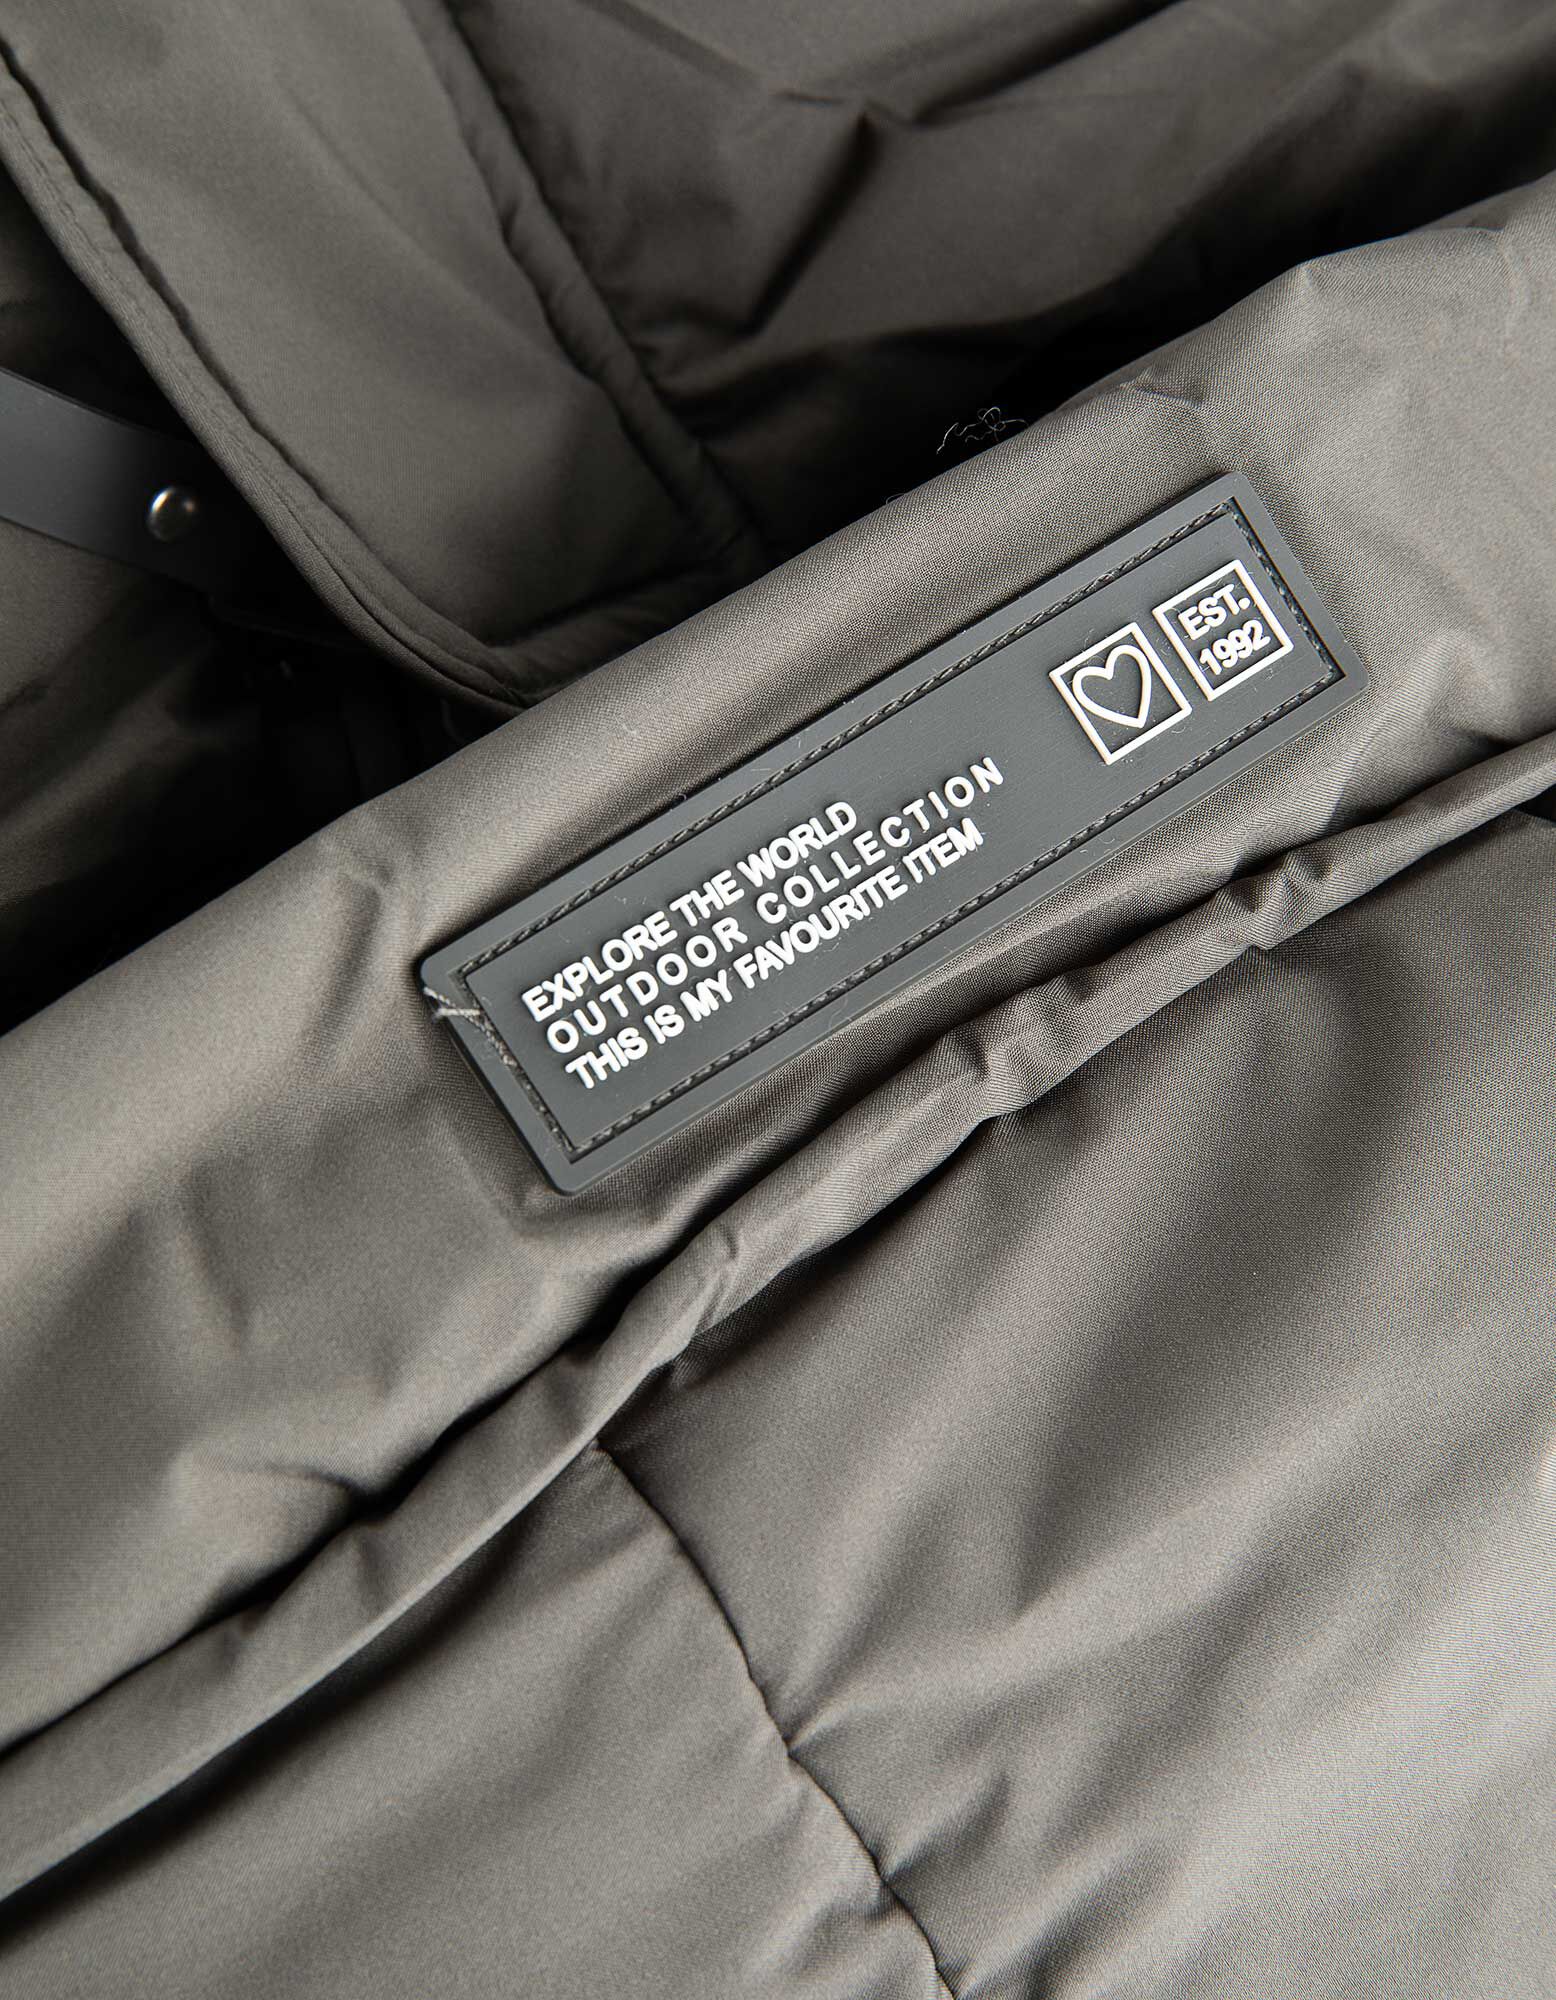 EXPLORE THE WORLD
OUTDOOR COLLECTION
THIS IS MY FAVOURITE ITEM
EST.
1992